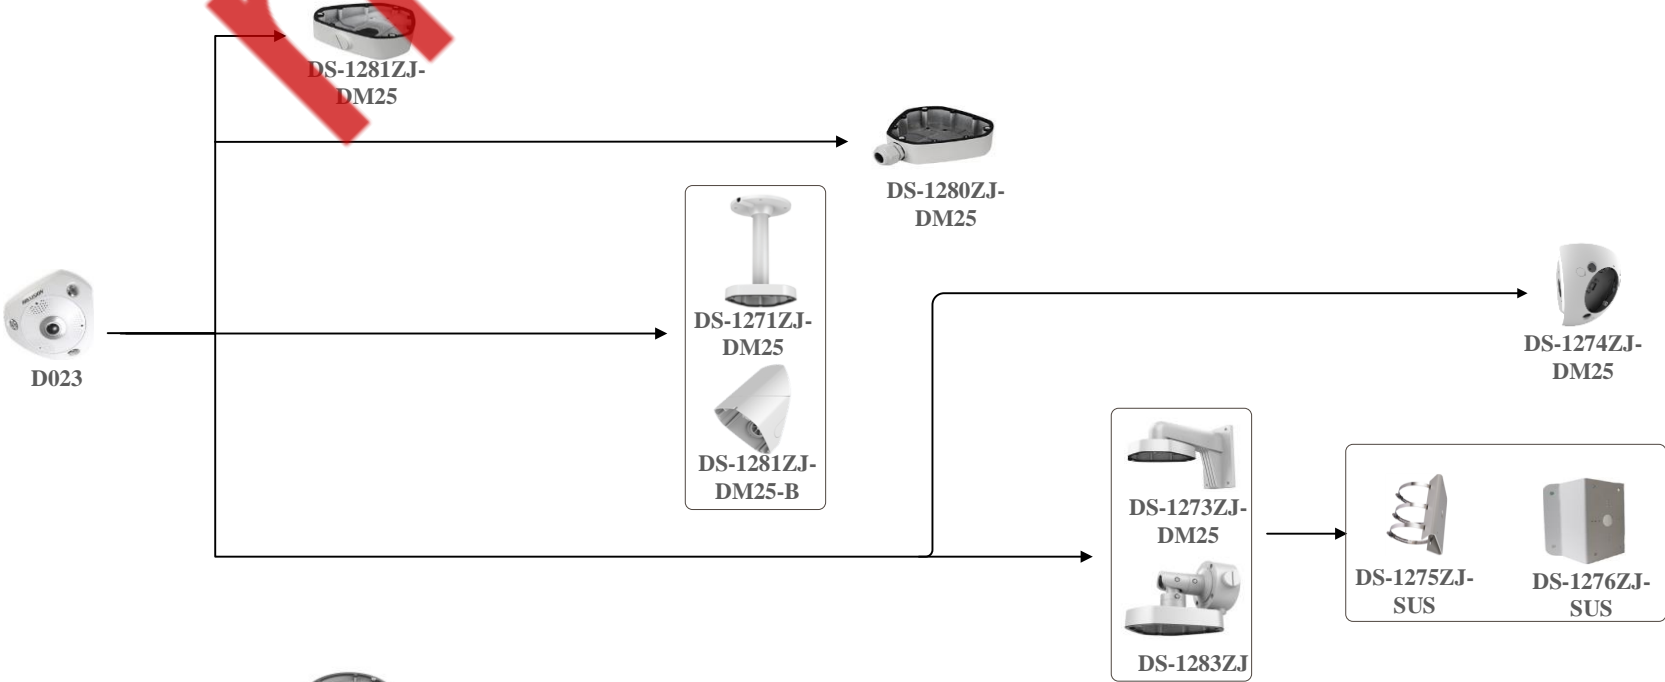 DS-1281ZJ-
DM25
DS-1280ZJ-
DM25
DS-1271ZJ-
DM25
DS-1274ZJ-
DM25
D023
DS-1281ZJ-
DM25-B
DS-1273ZJ-
DM25
DS-1275ZJ-
SUS
DS-1276ZJ-
SUS
DS-1283ZJ